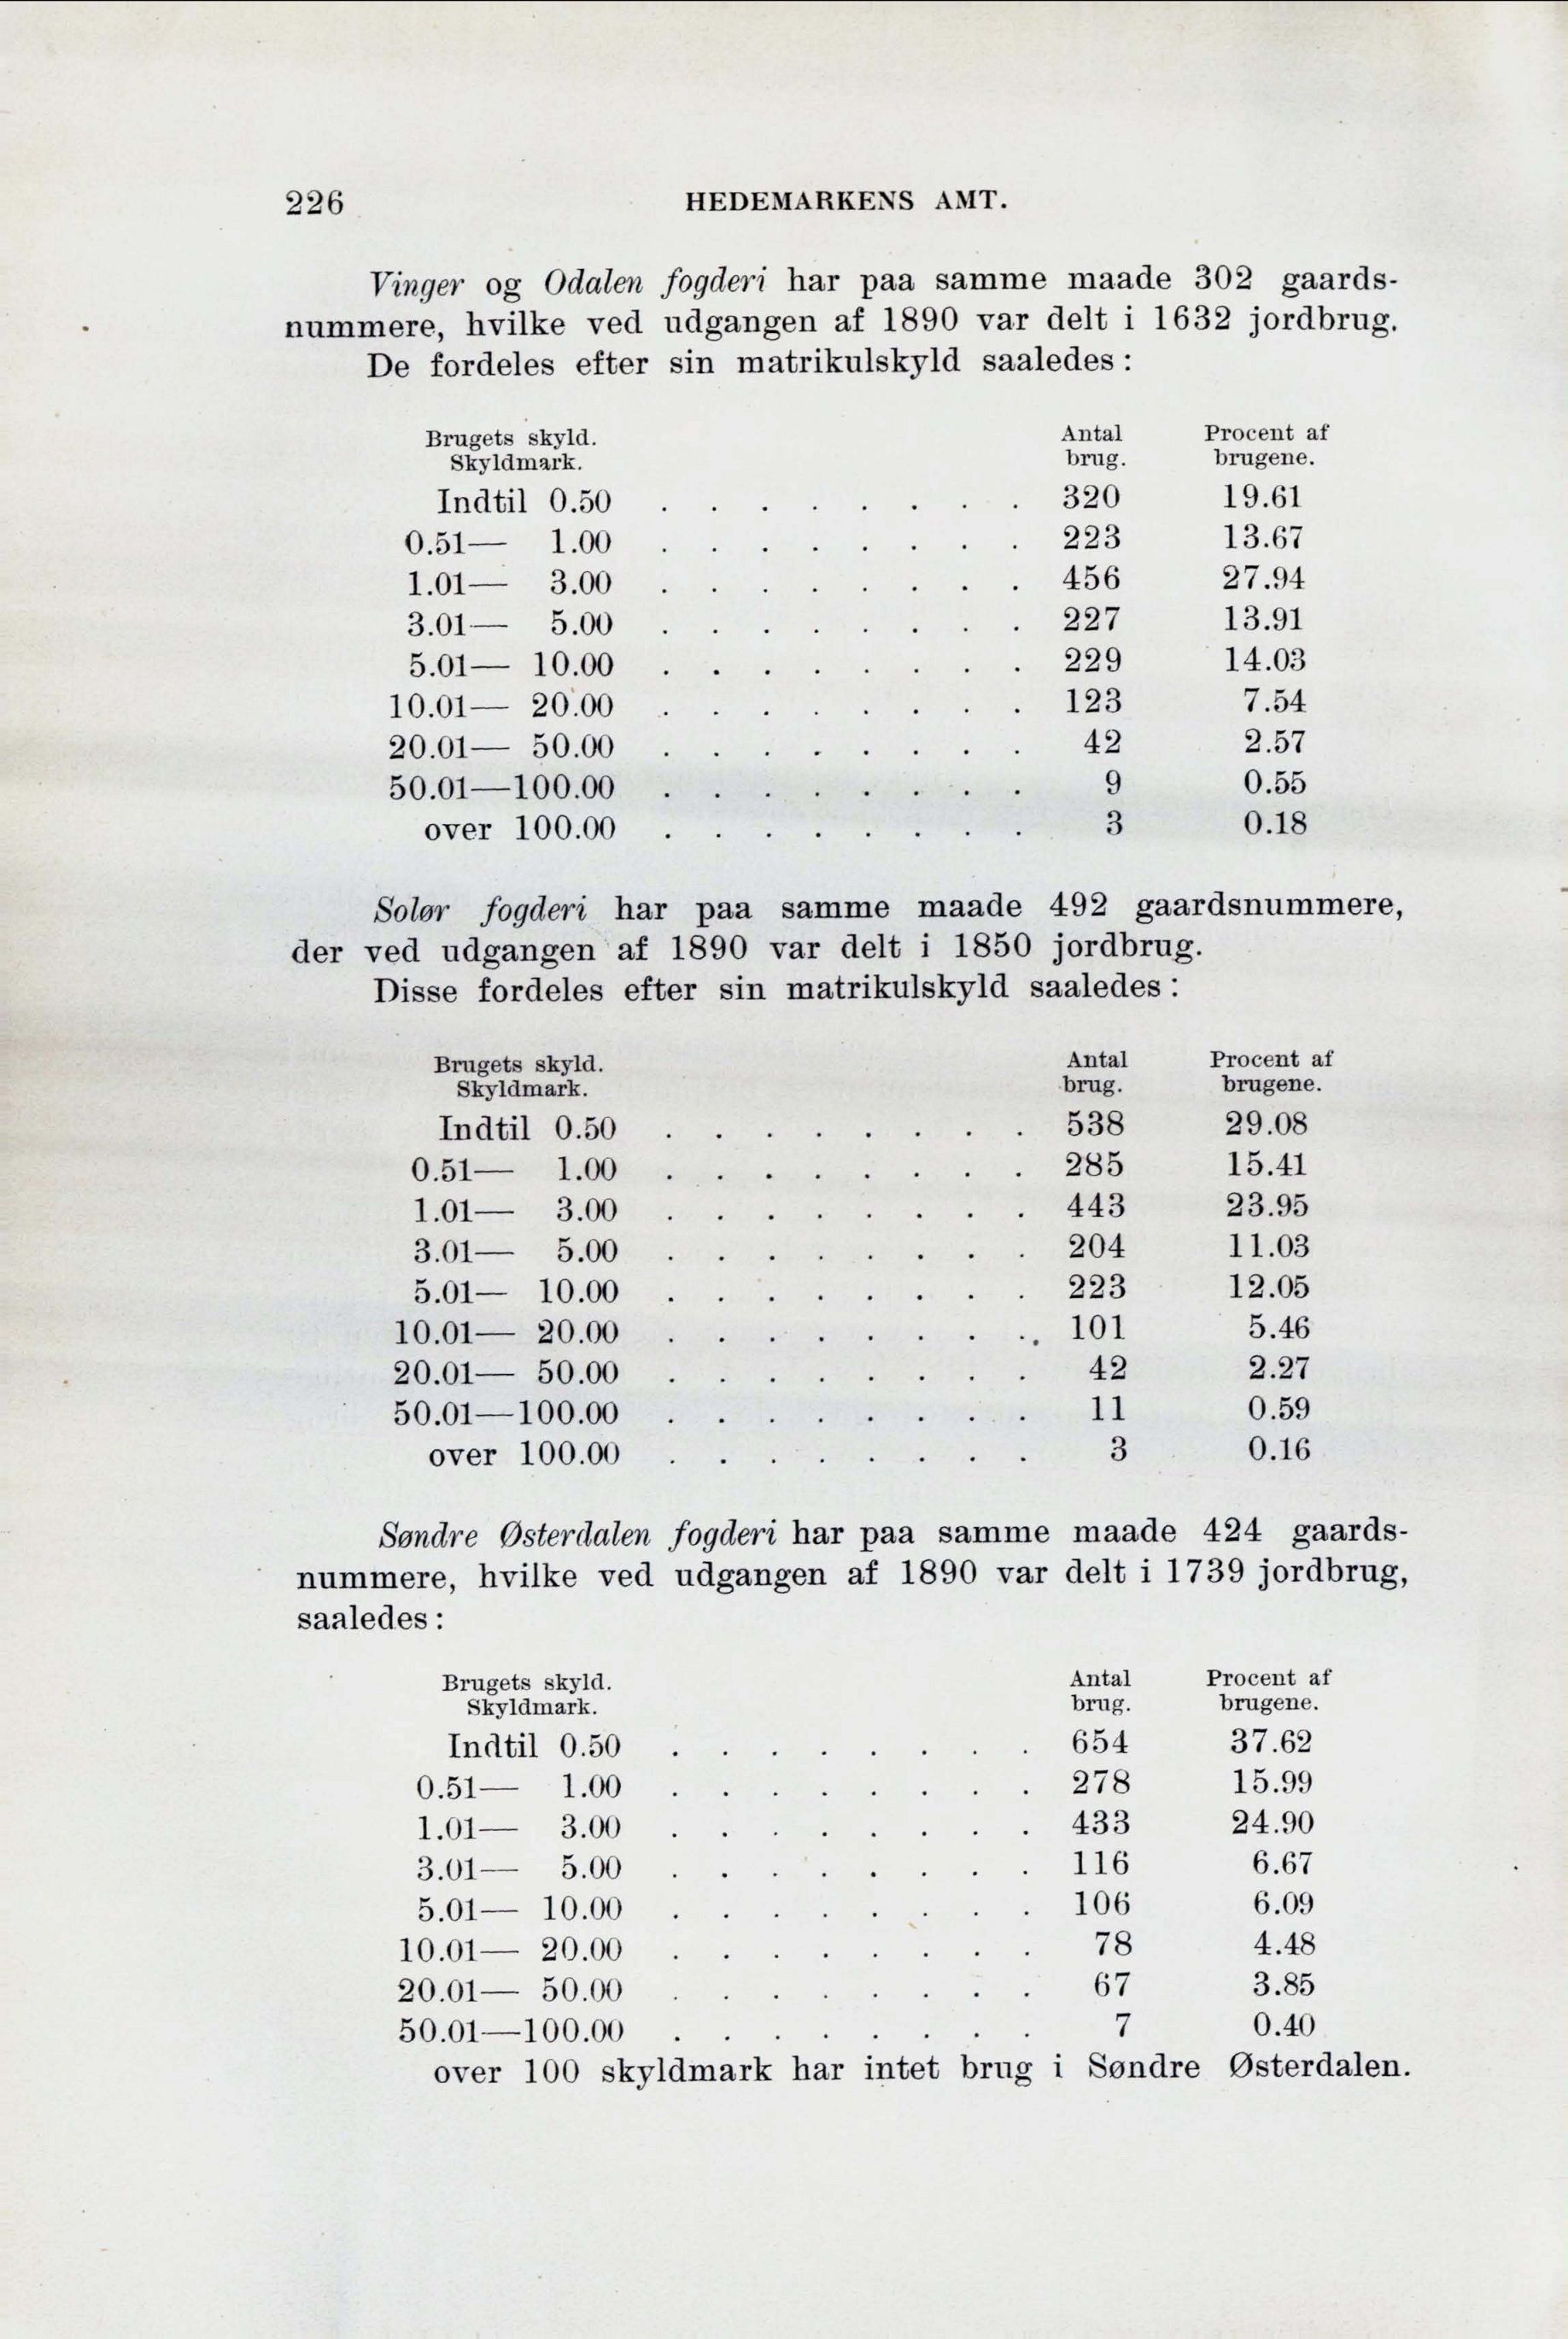 226 HEDEMARKENS AMT.
Vinger og Odalen fogderi har paa samme maade 302 gaards-
nummere, hvilke ved udgangen af 1890 var delt i 1632 jordbrug.
De fordeles efter sin matrikulskyld saaledes :
Brugets skyld. Antal Procent af
Skyldmark. brug. brugene.
Indtil 0.50 . . . . . . . . 320 19.61
0.51— 1.00 . . . . . . . . 223 13.67
1.01— 3.00 . . . . . . . . 456 27.94
3.01— 5.00 . . . . . . . . 227 13.91
5.01— 10.00 . . . . . . . . 229 14.03
10.01— 20.00 . . . . . . . . 123 7.54
20.01— 50.00 . . . . . . . . 42 2.57
50.01—100.00 . . . . . . . . 9 0.55
over 100.00 . . . . . . . . 3 0.18
Solør fogderi har paa samme maade 492 gaardsnummere,
der ved udgangen af 1890 var delt i 1850 jordbrug.
Disse fordeles efter sin matrikulskyld saaledes :
Brugets skyld. Antal Procent af
Skyldmark. brug. brugene.
Indtil 0.50 . . . . . . . . 538 29.08
0.51— 1.00 . . . . . . . . 285 15.41
1.01— 3.00 . . . . . . . . 443 23.95
3.01— 5.00 . . . . . . . . 204 11.03
5.01— 10.00 . . . . . . . . 223 12.05
10.01— 20.00 . . . . . . . . 101 5.46
20.01— 50.00 . . . . . . . . 42 2.27
50.01—100.00 . . . . . . . . 11 0.59
over 100.00 . . . . . . . . 3 0.16
Søndre Østerdalen fogderi har paa samme maade 424 gaards-
nummere, hvilke ved udgangen af 1890 var delt i 1739 jordbrug,
saaledes :
Brugets skyld. Antal Procent af
Skyldmark. brug. brugene.
Indtil 0.50 . . . . . . . . 654 37.62
0.51— 1.00 . . . . . . . . 278 15.99
1.01— 3.00 . . . . . . . . 433 24.90
3.01— 5.00 . . . . . . . . 116 6.67
5.01— 10.00 . . . . . . . . 106 6.09
10.01— 20.00 . . . . . . . . 78 4.48
20.01— 50.00 . . . . . . . . 67 3.85
50.01—100.00 . . . . . . . . 7 0.40
over 100 skyldmark har intet brug i Søndre Østerdalen.